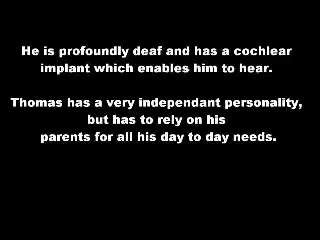 He is profoundly deaf and has a cochlear
implant which enables him to hear.
Thomas has a very independant personality,
but has to rely on his
parents for all his day to day needs.